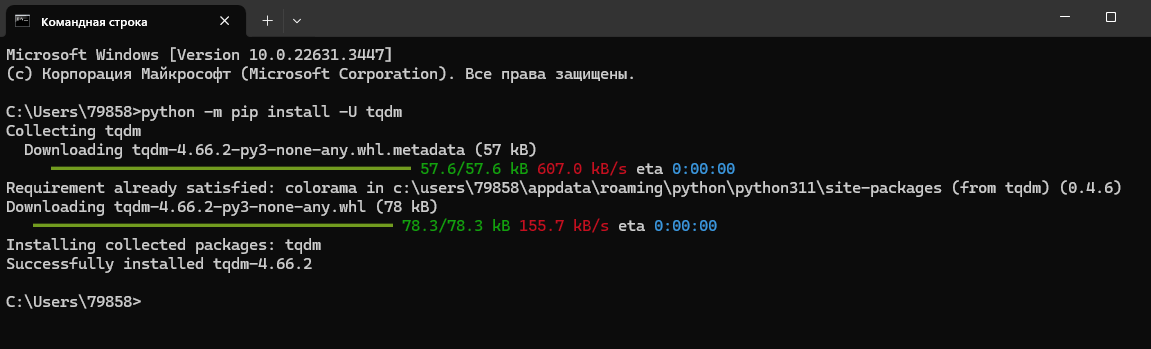 Командная строка
Microsoft Windows [Version 10.0.22631.3447]
(c) Корпорация Майкрософт (Microsoft Corporation). Все права защищены.
C:\Users\79858>python -m pip install -U tqdm
Collecting tqdm
  Downloading tqdm-4.66.2-py3-none-any.whl.metadata (57 kB)
57.6/57.6 kB 607.0 kB/s eta 0:00:00
Requirement already satisfied: colorama in c:\users\79858\appdata\roaming\python\python311\site-packages (from tqdm) (0.4.6)
Downloading tqdm-4.66.2-py3-none-any.whl (78 kB)
78.3/78.3 kB 155.7 kB/s eta 0:00:00
Installing collected packages: tqdm
Successfully installed tqdm-4.66.2
C:\Users\79858>